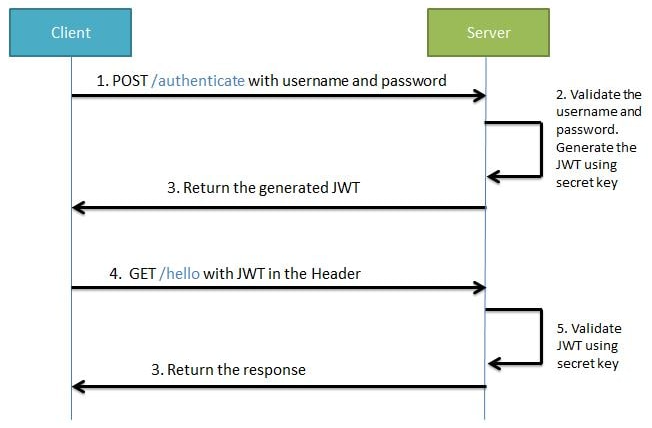 Client
Server
1. POST /authenticate with username and password
2. Validate the
username and
password.
Generate the
JWT using
secret key
3. Return the generated JWT
4. GET /hello with JWT in the Header
5. Validate
JWT using
secret key
3. Return the response